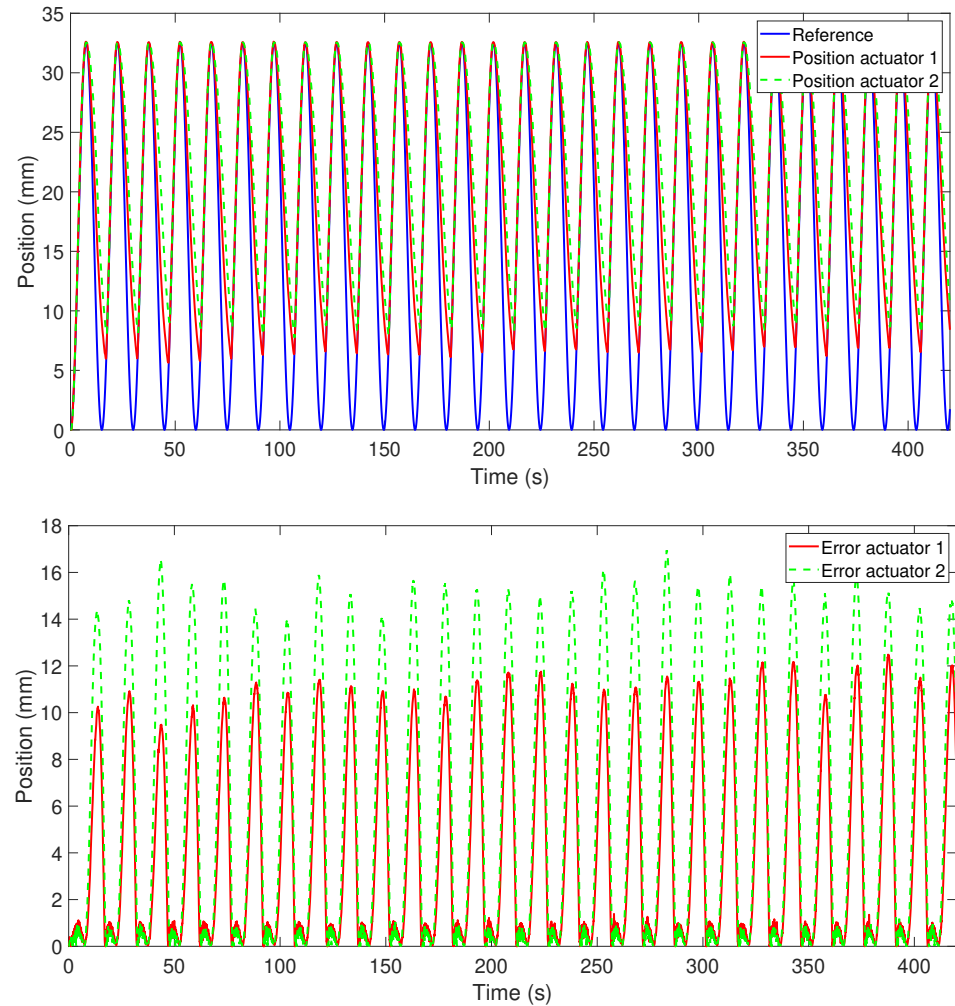 35
30
25
20
15
10
5
0
Position (mm)
Reference
Position actuator 1
Position actuator 2
0 50 100 150 200 250 300 350 400
Time (s)
18
16
14
12
10
8
6
4
2
0
Position (mm)
Error actuator 1
Error actuator 2
0 50 100 150 200 250 300 350 400
Time (s)